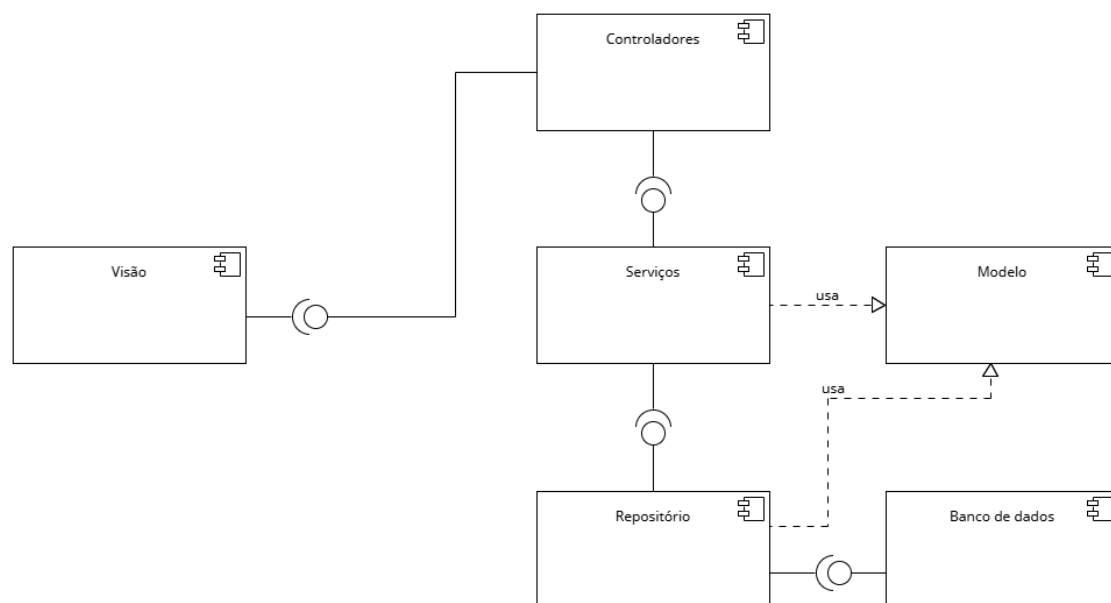 Controladores
Visão
Serviços
usa
Modelo
usa
Repositório
Banco de dados